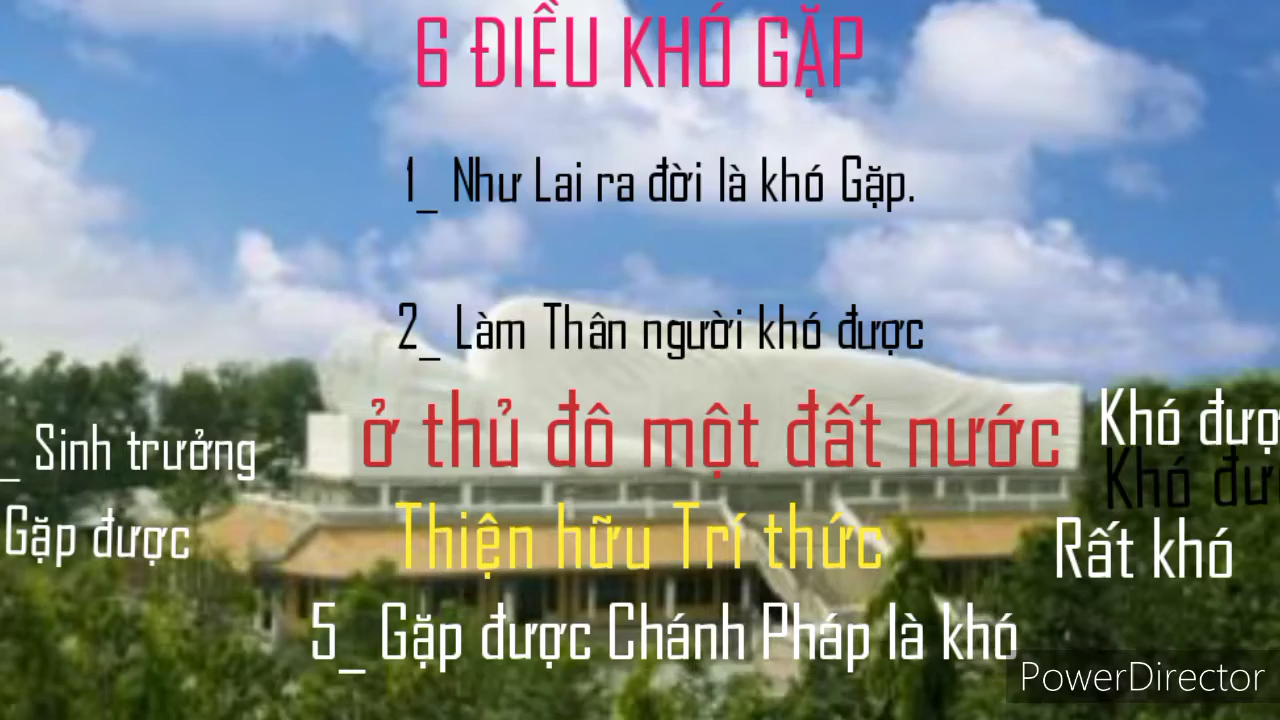 6 ĐIỀU KHÓ GẶP
1_ Như Lai ra đời là khó Gặp.
2_ Làm Thân người khó được
_ Sinh trưởng ở thủ đô một đất nước Khó đượ
Khó đư
Gặp được Thiện hữu Trí thức Rất khó
5_ Gặp được Chánh Pháp là khó
PowerDirector